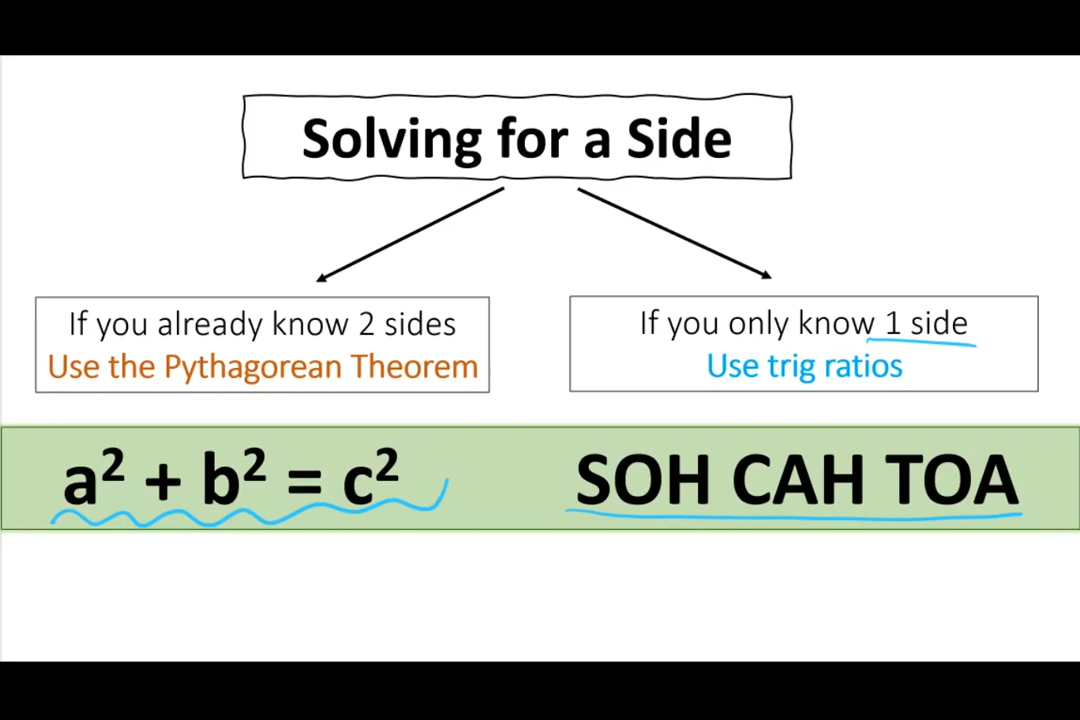 Solving for a Side
If you already know 2 sides
Use the Pythagorean Theorem
If you only know 1 side
Use trig ratios
a² + b² = c²
SOH CAH TOA